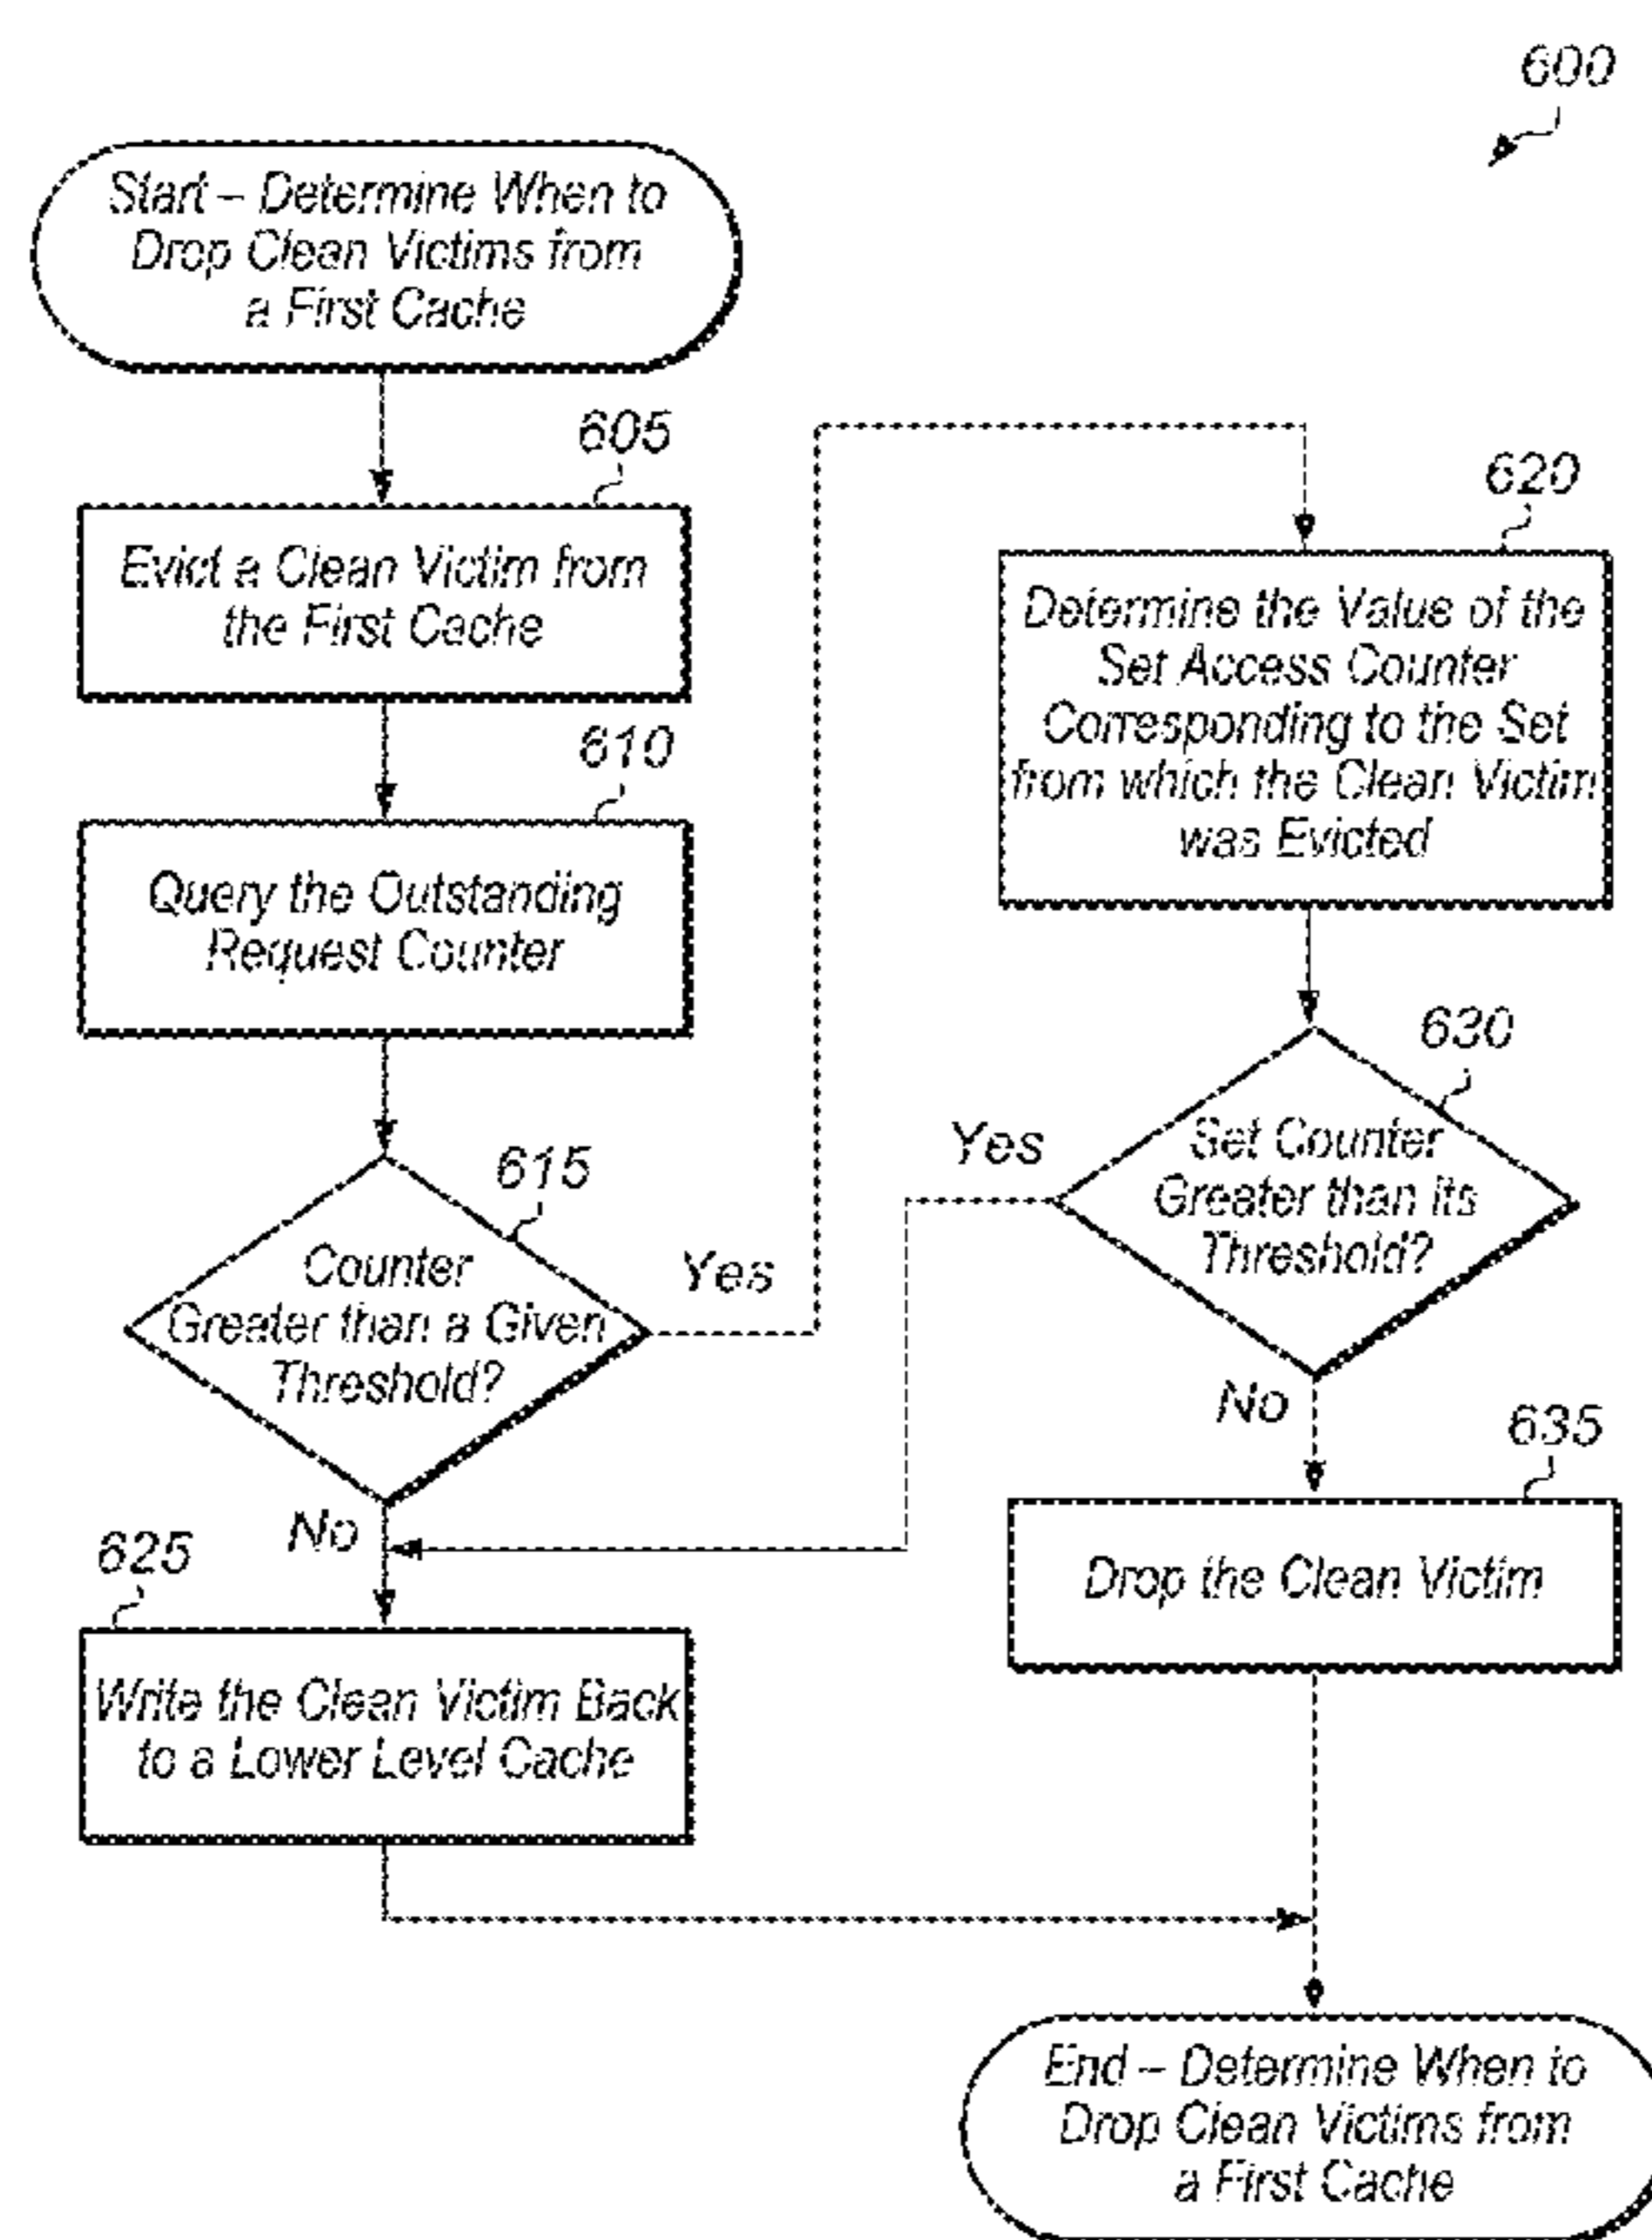 600
Start – Determine When to
Drop Clean Victims from
a First Cache
605
Evict a Clean Victim from
the First Cache
610
Query the Outstanding
Request Counter
615
Counter
Greater than a Given
Threshold?
Yes
No
620
Determine the Value of the
Set Access Counter
Corresponding to the Set
from which the Clean Victim
was Evicted
630
Set Counter
Greater than its
Threshold?
Yes
No
625
Write the Clean Victim Back
to a Lower Level Cache
635
Drop the Clean Victim
End – Determine When to
Drop Clean Victims from
a First Cache